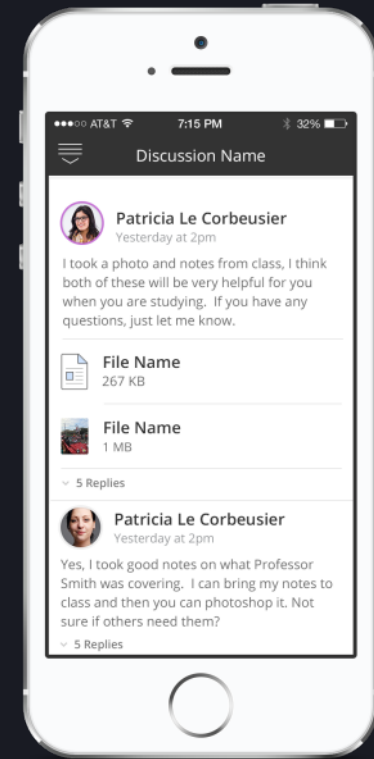 AT&T 7:15 PM 32%
Discussion Name
Patricia Le Corbeusier
Yesterday at 2pm
I took a photo and notes from class, I think
both of these will be very helpful for you
when you are studying.  If you have any
questions, just let me know.
File Name
267 KB
File Name
1 MB
5 Replies
Patricia Le Corbeusier
Yesterday at 2pm
Yes, I took good notes on what Professor
Smith was covering.  I can bring my notes to
class and then you can photoshop it. Not
sure if others need them?
5 Replies